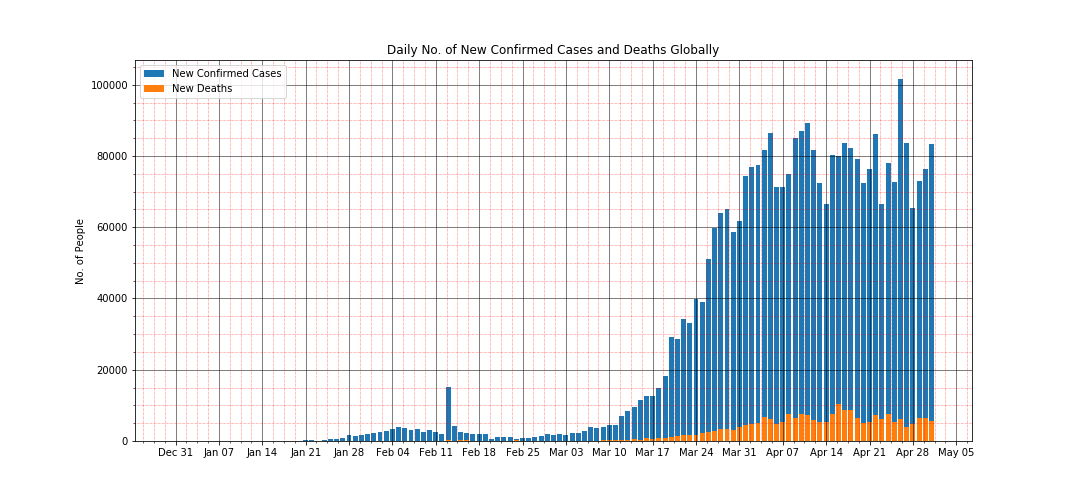 Daily No. of New Confirmed Cases and Deaths Globally
New Confirmed Cases
New Deaths
No. of People
100000
80000
60000
40000
20000
0
Dec 31 Jan 07 Jan 14 Jan 21 Jan 28 Feb 04 Feb 11 Feb 18 Feb 25 Mar 03 Mar 10 Mar 17 Mar 24 Mar 31 Apr 07 Apr 14 Apr 21 Apr 28 May 05